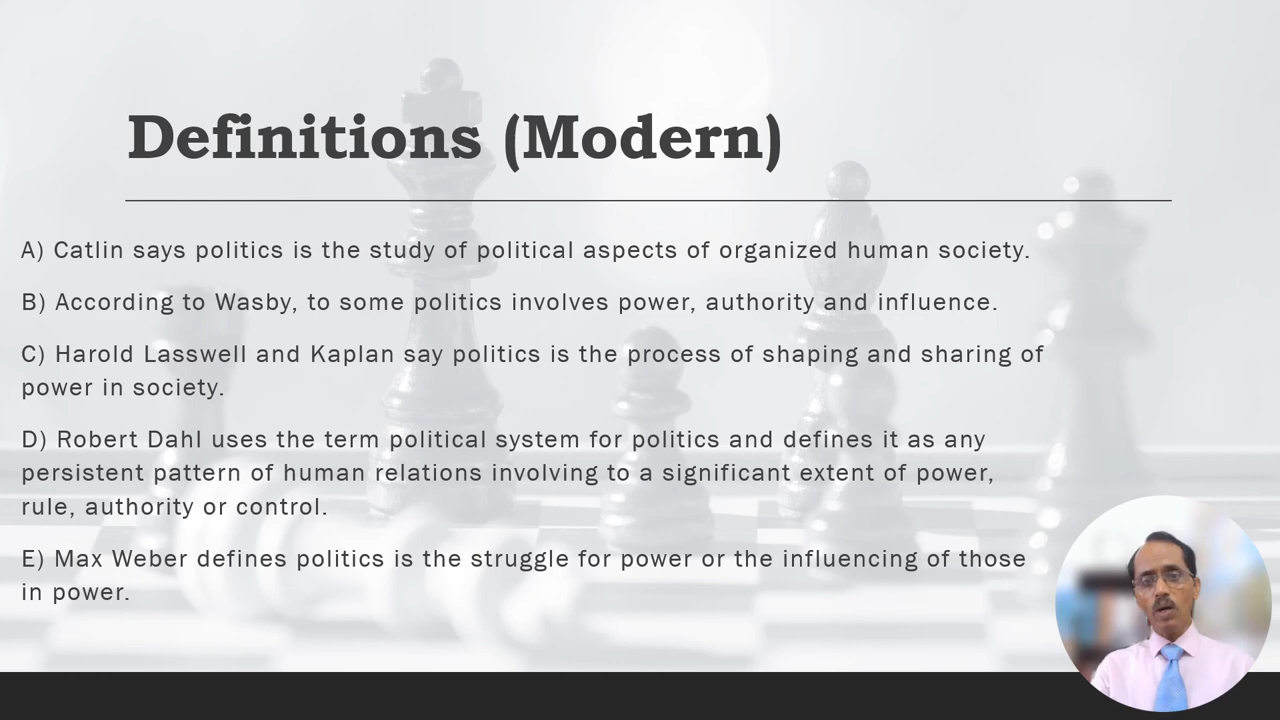 Definitions (Modern)
A) Catlin says politics is the study of political aspects of organized human society.
B) According to Wasby, to some politics involves power, authority and influence.
C) Harold Lasswell and Kaplan say politics is the process of shaping and sharing of
power in society.
D) Robert Dahl uses the term political system for politics and defines it as any
persistent pattern of human relations involving to a significant extent of power,
rule, authority or control.
E) Max Weber defines politics is the struggle for power or the influencing of those
in power.